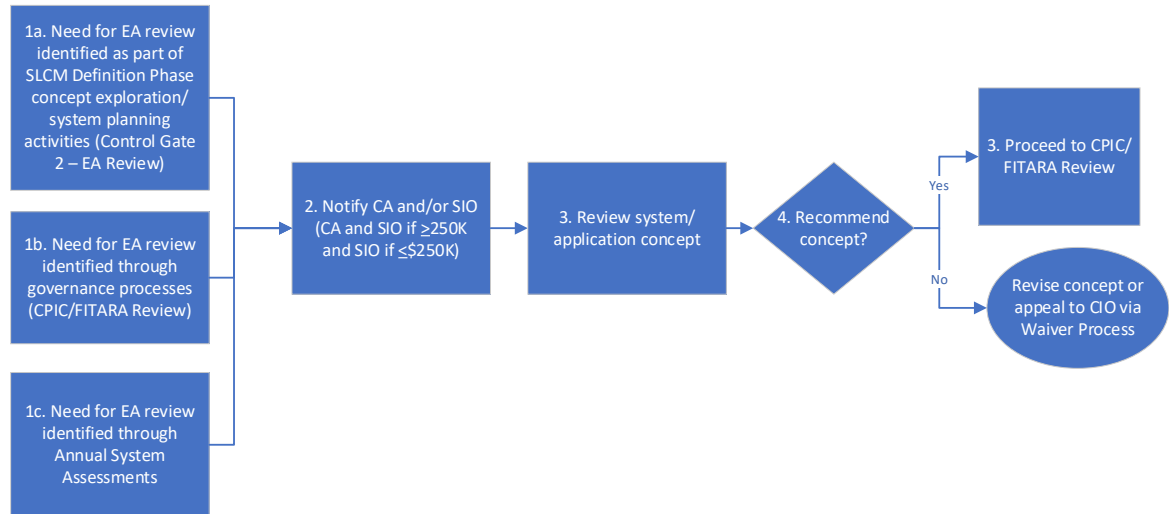 1a. Need for EA review
identified as part of
SLCM Definition Phase
concept exploration/
system planning
activities (Control Gate
2 – EA Review)
1b. Need for EA review
identified through
governance processes
(CPIC/FITARA Review)
1c. Need for EA review
identified through
Annual System
Assessments
2. Notify CA and/or SIO
(CA and SIO if ≥250K
and SIO if ≤$250K)
3. Review system/
application concept
4. Recommend
concept?
Yes
3. Proceed to CPIC/
FITARA Review
No
Revise concept or
appeal to CIO via
Waiver Process